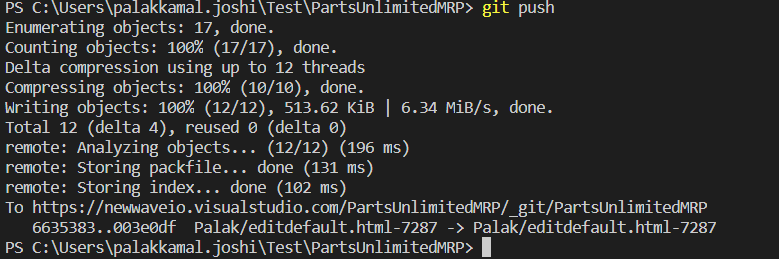 PS C:\Users\palakkamal.joshi\Test\PartsUnlimitedMRP> git push
Enumerating objects: 17, done.
Counting objects: 100% (17/17), done.
Delta compression using up to 12 threads
Compressing objects: 100% (10/10), done.
Writing objects: 100% (12/12), 513.62 KiB | 6.34 MiB/s, done.
Total 12 (delta 4), reused 0 (delta 0)
remote: Analyzing objects... (12/12) (196 ms)
remote: Storing packfile... done (131 ms)
remote: Storing index... done (102 ms)
To https://newwaveio.visualstudio.com/PartsUnlimitedMRP/_git/PartsUnlimitedMRP
   6635383..003e0df  Palak/editdefault.html-7287 -> Palak/editdefault.html-7287
PS C:\Users\palakkamal.joshi\Test\PartsUnlimitedMRP>